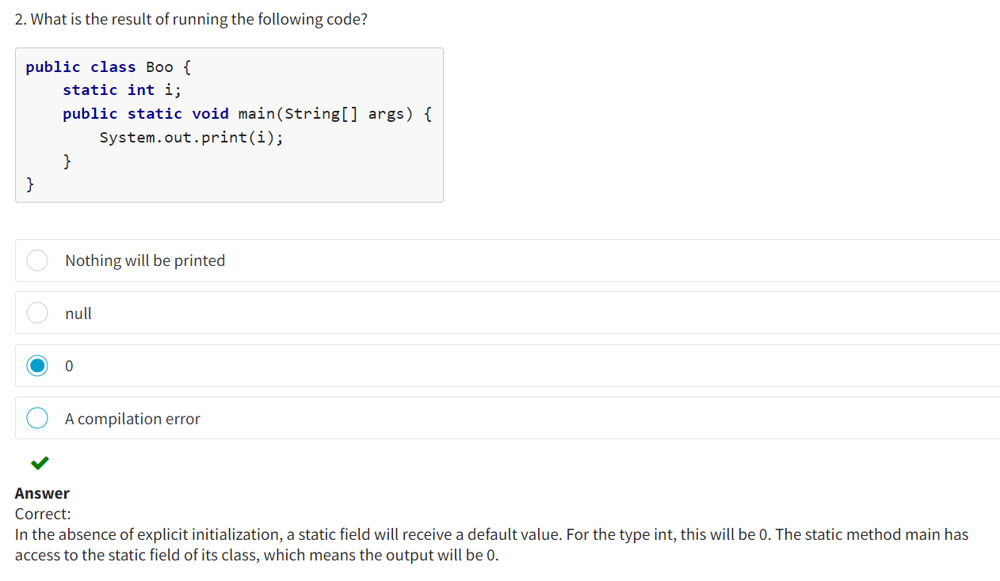 2. What is the result of running the following code?
public class Boo {
    static int i;
    public static void main(String[] args) {
        System.out.print(i);
    }
}
Nothing will be printed
null
0
A compilation error
Answer
Correct:
In the absence of explicit initialization, a static field will receive a default value. For the type int, this will be 0. The static method main has
access to the static field of its class, which means the output will be 0.